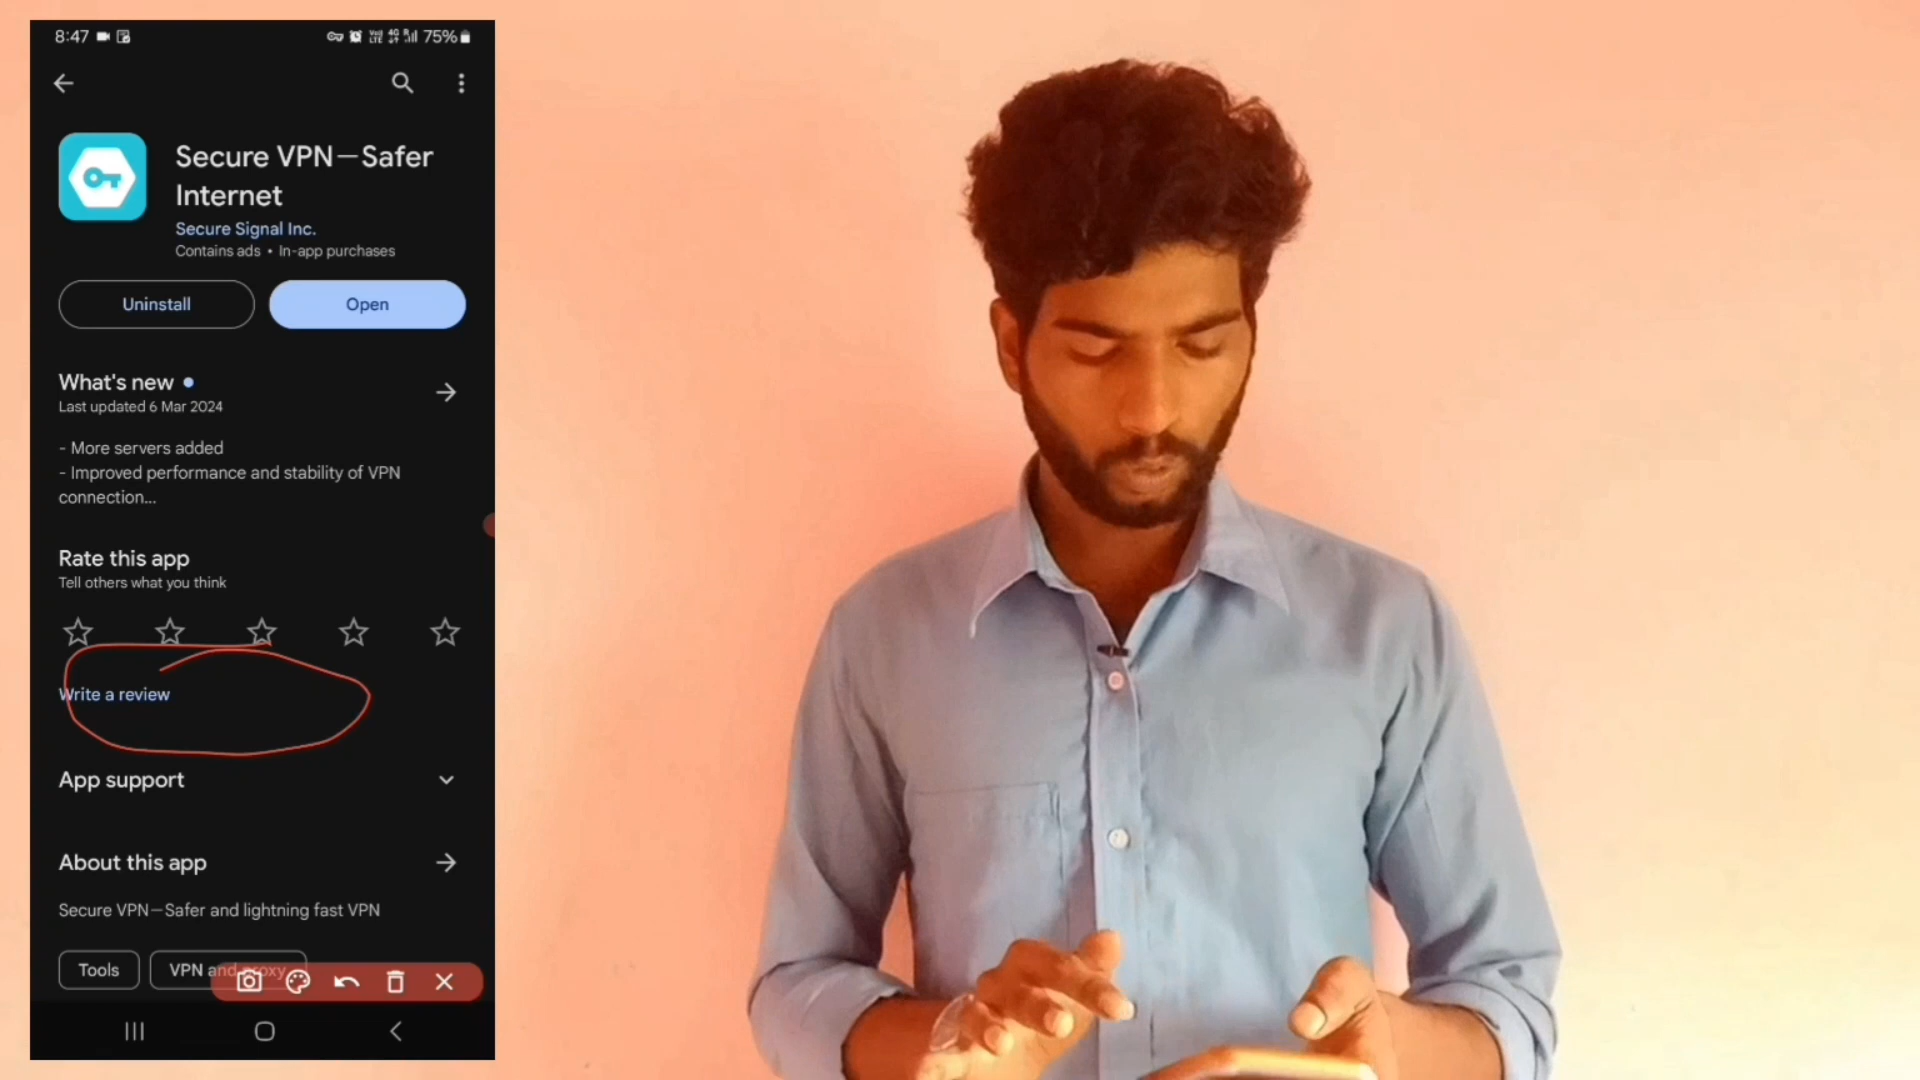 8:47 75%
Secure VPN—Safer
Internet
Secure Signal Inc.
Contains ads • In-app purchases
Uninstall Open
What's new
Last updated 6 Mar 2024
- More servers added
- Improved performance and stability of VPN
connection...
Rate this app
Tell others what you think
Write a review
App support
About this app
Secure VPN—Safer and lightning fast VPN
Tools VPN and proxy